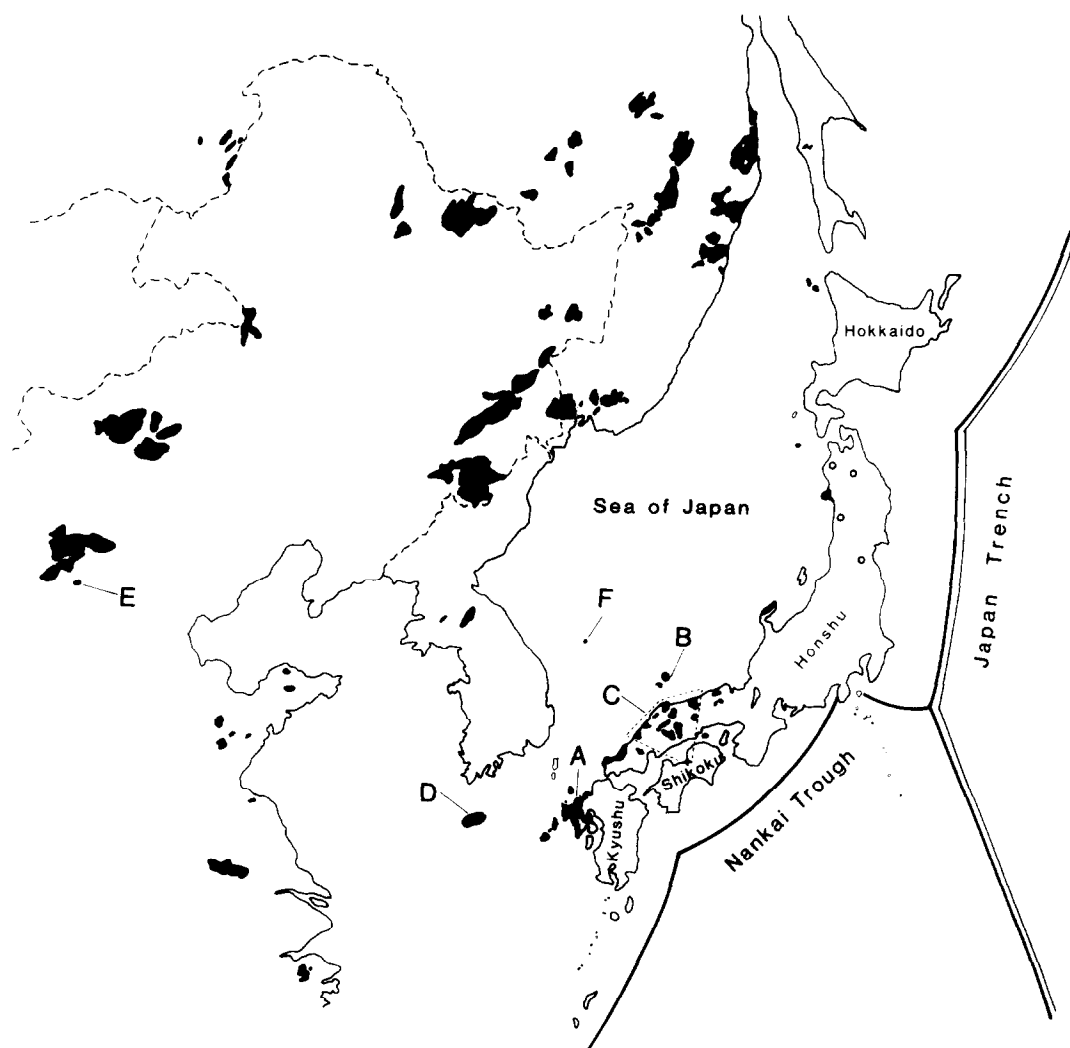 Hokkaido
Sea of Japan
Japan Trench
E
F
B
Honshu
C
A
Shikoku
D
Kyushu
Nankai Trough